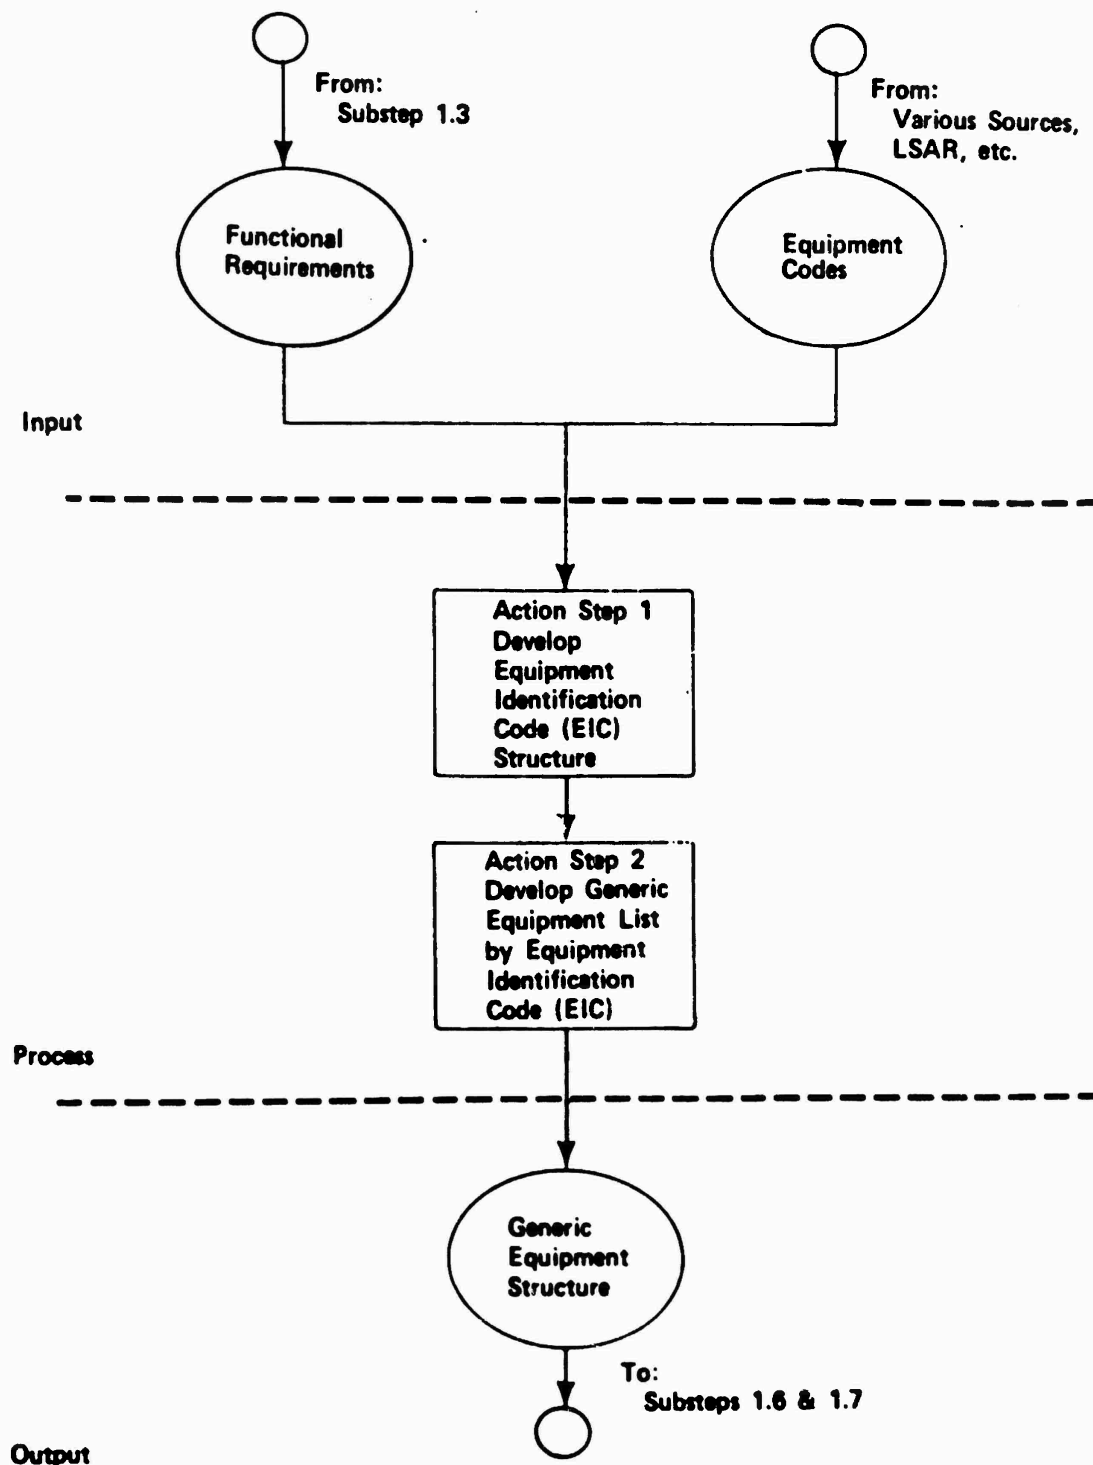 From:
Substep 1.3
From:
Various Sources,
LSAR, etc.
Functional
Requirements
Equipment
Codes
Input
Action Step 1
Develop
Equipment
Identification
Code (EIC)
Structure
Action Step 2
Develop Generic
Equipment List
by Equipment
Identification
Code (EIC)
Process
Generic
Equipment
Structure
To:
Substeps 1.6 & 1.7
Output